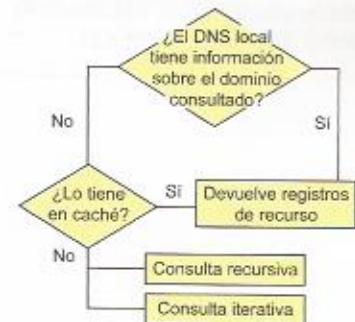 ¿El DNS local
tiene información
sobre el dominio
consultado?
No
Sí
¿Lo tiene
en caché?
Sí
Devuelve registros
de recurso
No
Consulta recursiva
Consulta iterativa